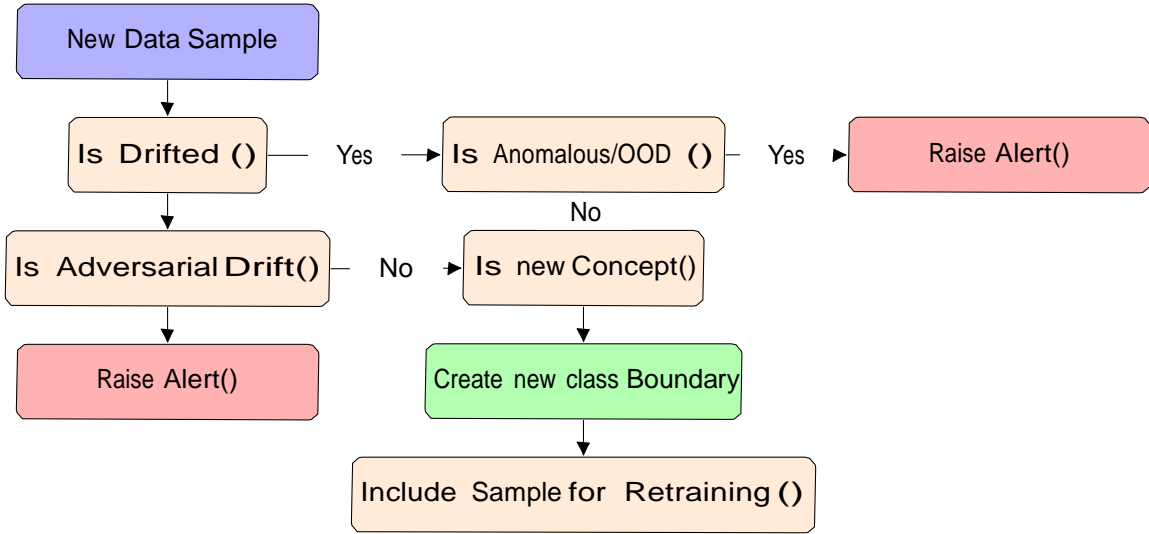 New Data Sample
Is Drifted ()
Yes
Is Anomalous/OOD ()
Yes
Raise Alert()
No
Is Adversarial Drift()
No
Is new Concept()
Raise Alert()
Create new class Boundary
Include Sample for Retraining ()